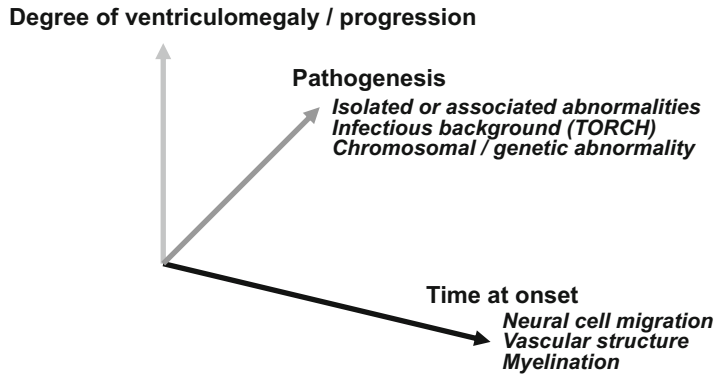 Degree of ventriculomegaly / progression
Pathogenesis
Isolated or associated abnormalities
Infectious background (TORCH)
Chromosomal / genetic abnormality
Time at onset
Neural cell migration
Vascular structure
Myelination